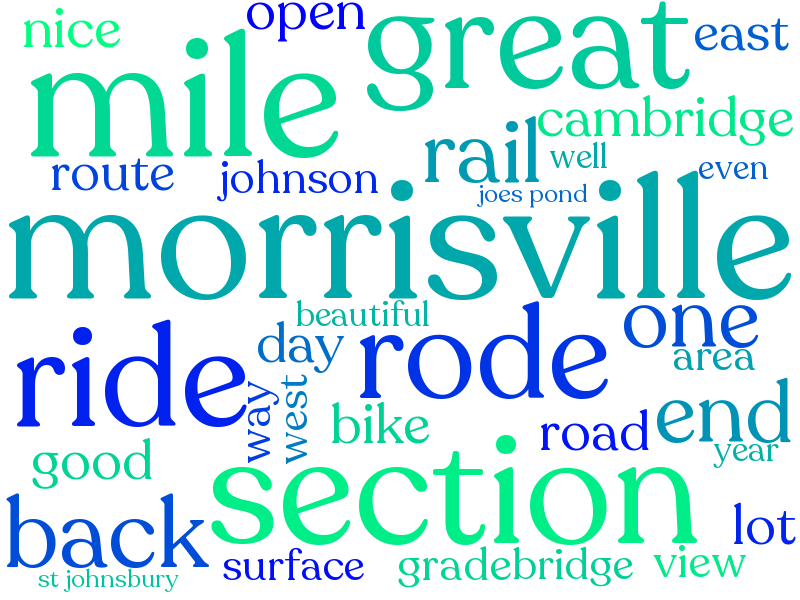 nice
open
great
east
mile
cambridge
rail
well
even
route
johnson
joes pond
morrisville
beautiful
one
day
rode
area
ride
way
west
bike
road
end
year
good
section
back
lot
surface
gradebridge
view
st johnsbury